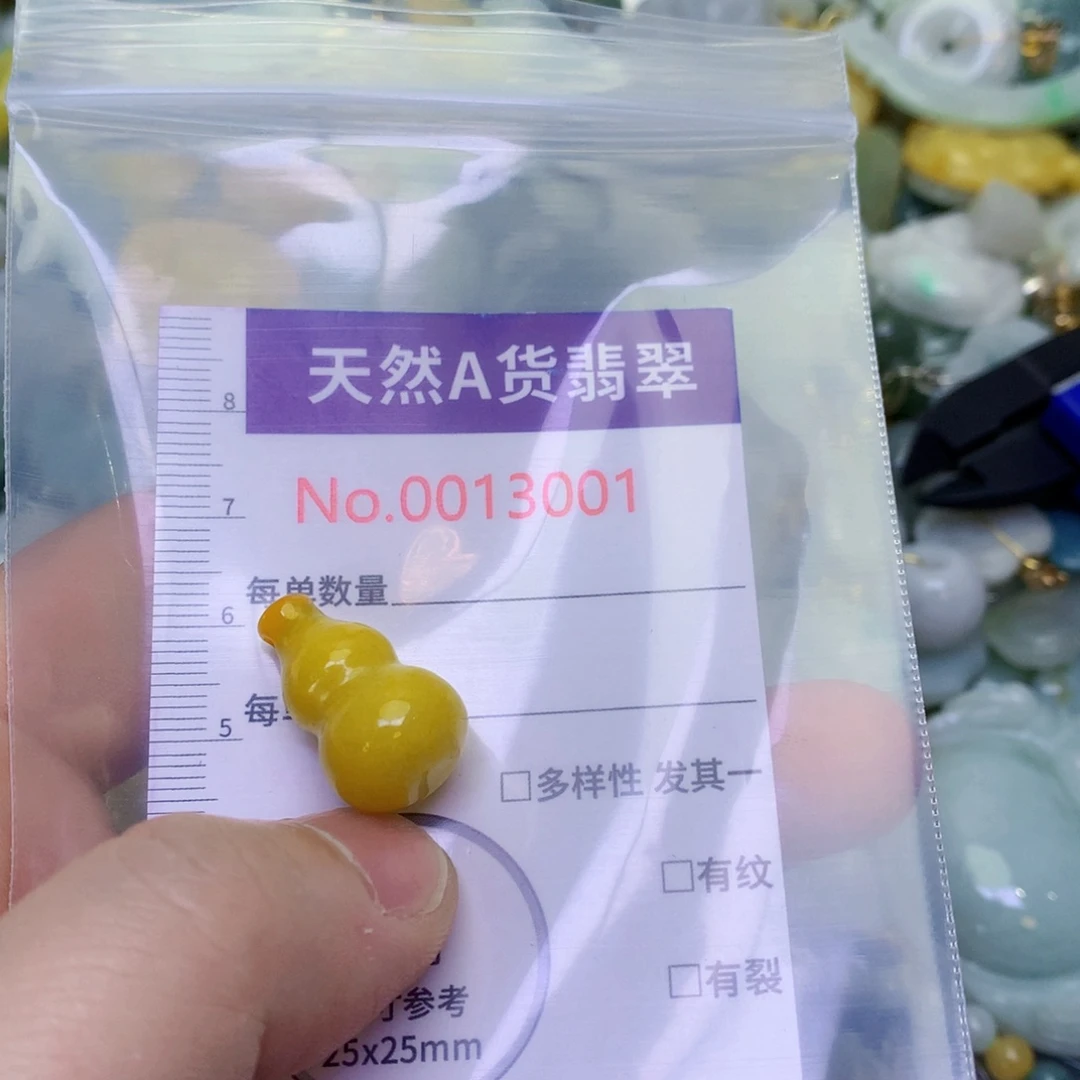 天然A货翡翠
No.0013001
8
7
每单数量
6
每
5
□多样性 发其一
□有纹
□有裂
寸参考
25x25mm